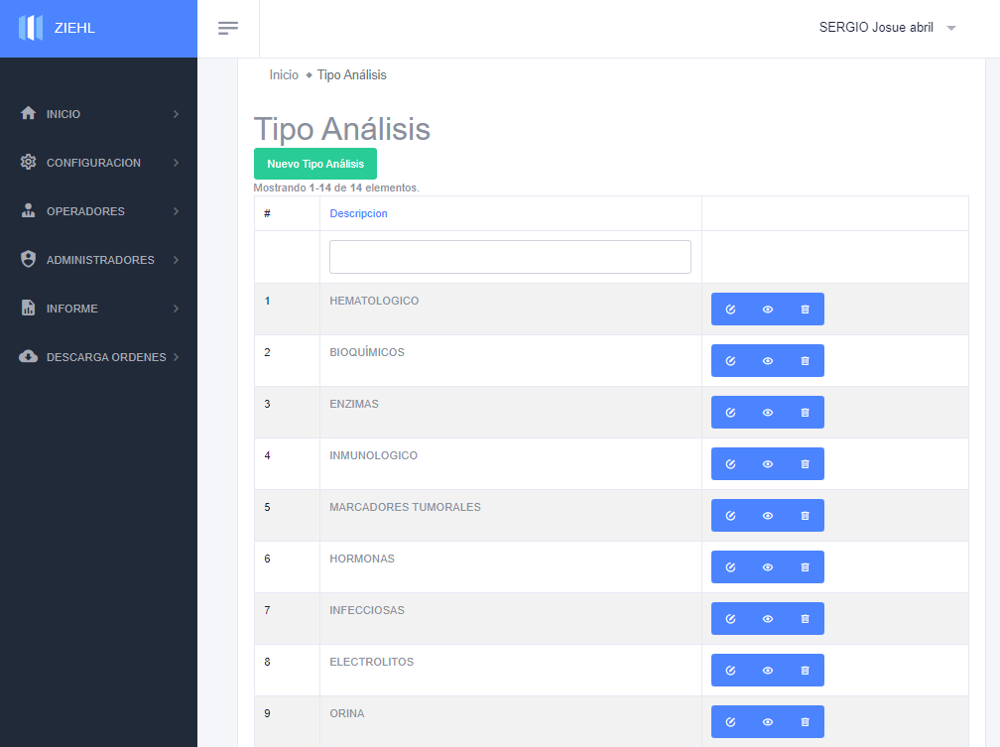 ZIEHL
SERGIO Josue abril
INICIO
CONFIGURACION
OPERADORES
ADMINISTRADORES
INFORME
DESCARGA ORDENES
Inicio ◆ Tipo Análisis
Tipo Análisis
Nuevo Tipo Análisis
Mostrando 1-14 de 14 elementos.
# Descripcion
1 HEMATOLOGICO
2 BIOQUÍMICOS
3 ENZIMAS
4 INMUNOLOGICO
5 MARCADORES TUMORALES
6 HORMONAS
7 INFECCIOSAS
8 ELECTROLITOS
9 ORINA